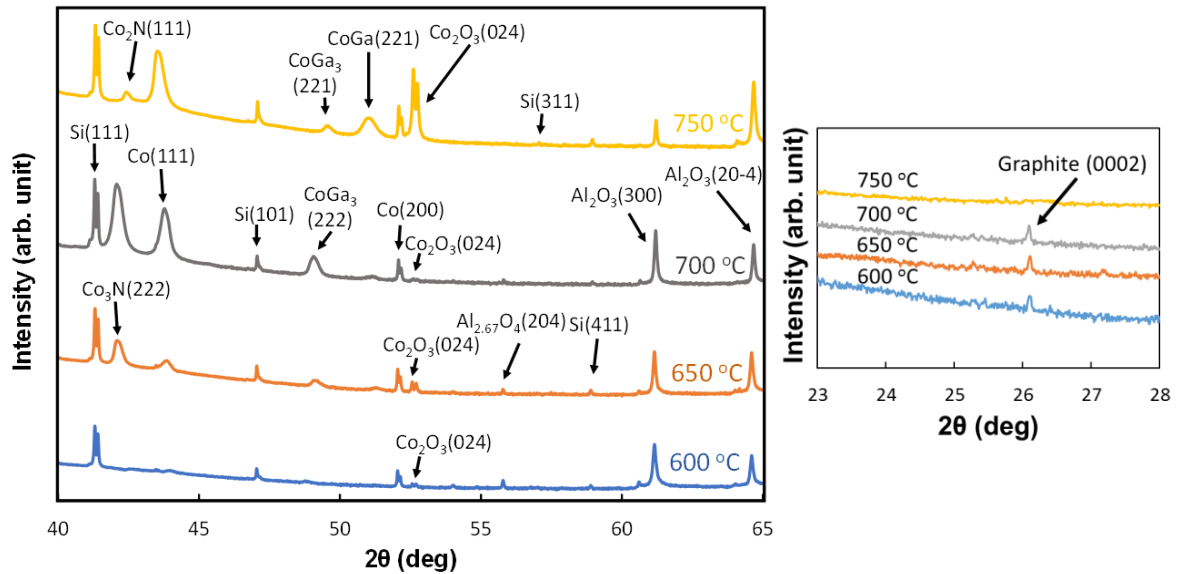 Co2N(111)
CoGa(221)
Co2O3(024)
CoGa3
(221)
Si(311)
750 °C
Si(111)
Co(111)
Si(101)
CoGa3
(222)
Co(200)
Co2O3(024)
Al2O3(300)
Al2O3(20-4)
700 °C
Co3N(222)
Co2O3(024)
Al2.67O4(204)
Si(411)
650 °C
Co2O3(024)
600 °C
Intensity (arb. unit)
40 45 50 55 60 65
2θ (deg)
Graphite (0002)
750 °C
700 °C
650 °C
600 °C
Intensity (arb. unit)
23 24 25 26 27 28
2θ (deg)